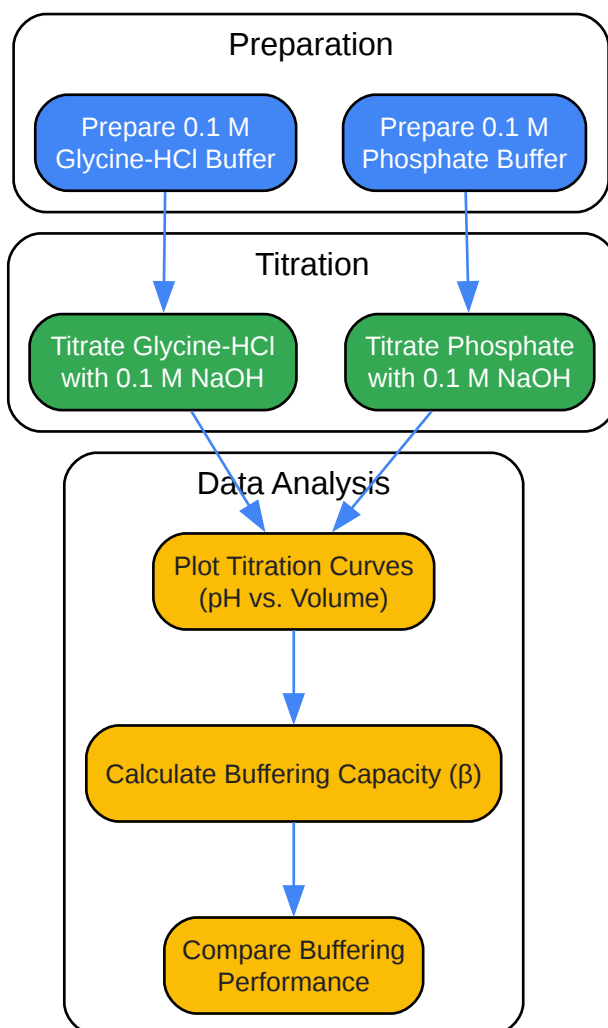 Preparation
Prepare 0.1 M
Glycine-HCl Buffer
Prepare 0.1 M
Phosphate Buffer
Titration
Titrate Glycine-HCl
with 0.1 M NaOH
Titrate Phosphate
with 0.1 M NaOH
Data Analysis
Plot Titration Curves
(pH vs. Volume)
Calculate Buffering Capacity (β)
Compare Buffering
Performance